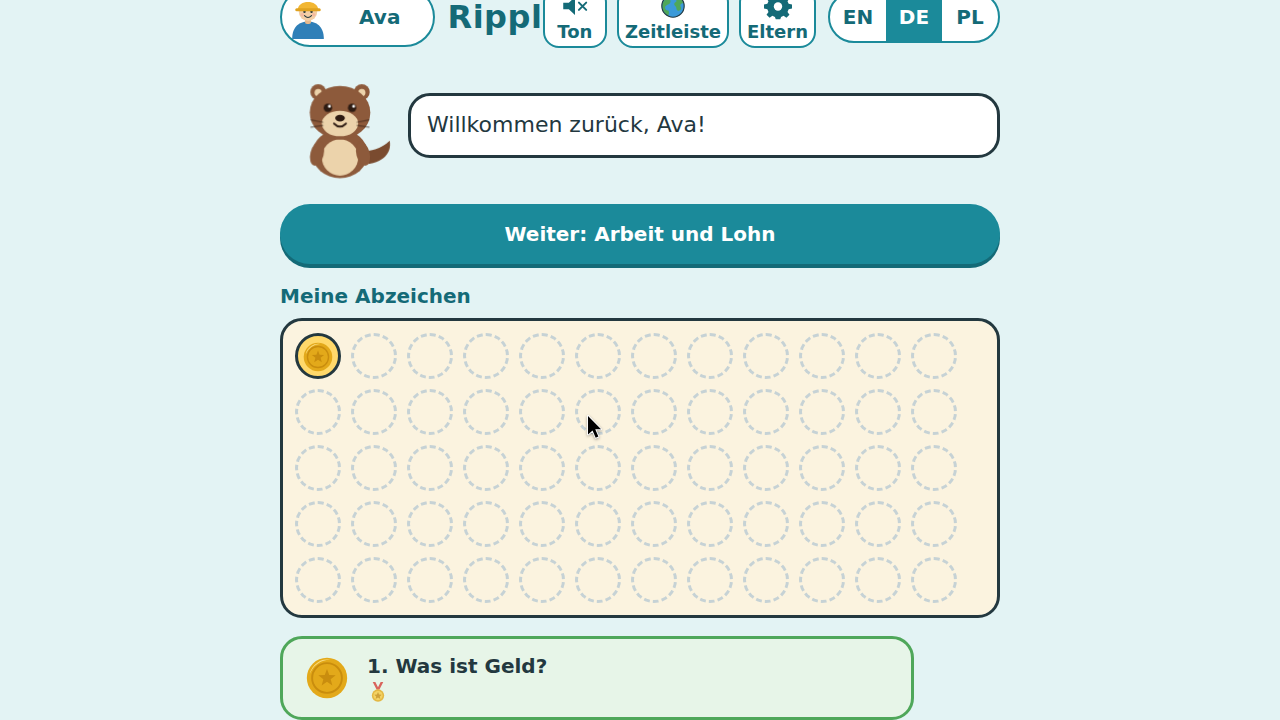 Ava
Rippl
Ton
Zeitleiste
Eltern
EN
DE
PL
Willkommen zurück, Ava!
Weiter: Arbeit und Lohn
Meine Abzeichen
1. Was ist Geld?